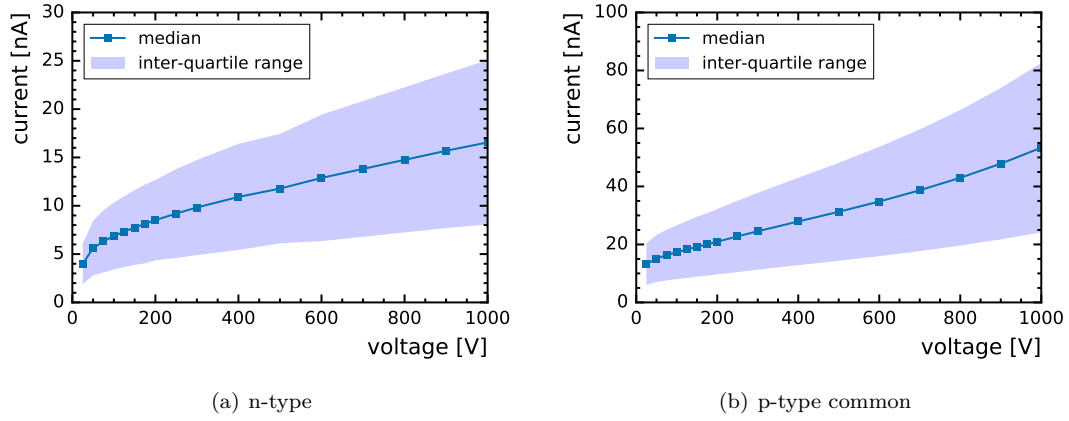 30
25
20
15
10
5
0
current [nA]
median
inter-quartile range
0 200 400 600 800 1000
voltage [V]
(a) n-type
100
80
60
40
20
0
current [nA]
median
inter-quartile range
0 200 400 600 800 1000
voltage [V]
(b) p-type common